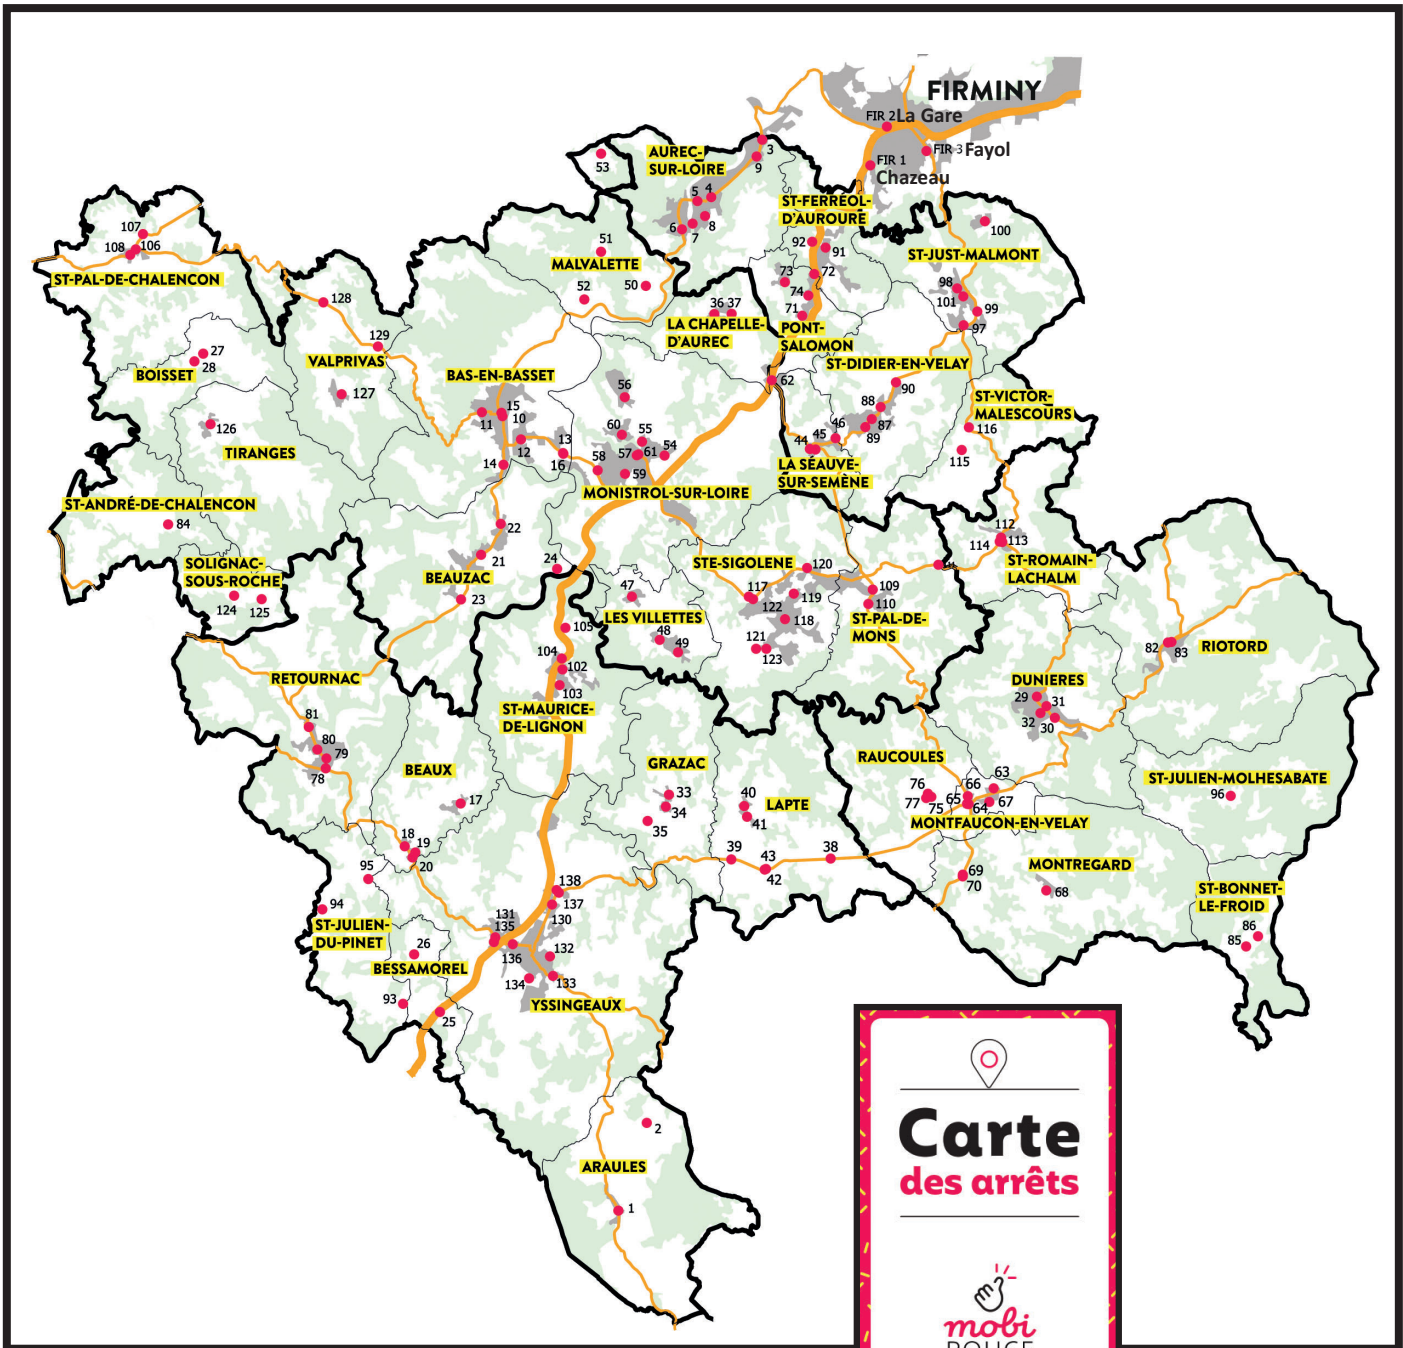 FIRMINY
FIR 2 La Gare
FIR 3 Fayol
FIR 1
Chazeau
3
9
53
AUREC-
SUR-LOIRE
5
4
6
7
8
ST-FERRÉOL-
D'AUROURE
92
91
72
73
74
71
100
ST-JUST-MALMONT
98
101
99
97
107
108
106
ST-PAL-DE-CHALENCON
51
MALVALETTE
52
50
36
37
LA CHAPELLE-
D'AUREC
PONT-
SALOMON
128
129
VALPRIVAS
127
27
28
BOISSET
BAS-EN-BASSET
15
11
10
12
13
16
14
56
60
55
57
61
54
58
59
MONISTROL-SUR-LOIRE
62
ST-DIDIER-EN-VELAY
90
88
87
89
46
45
44
LA SÉAUVE-
SUR-SEMÈNE
ST-VICTOR-
MALESCOURS
116
115
126
TIRANGES
ST-ANDRÉ-DE-CHALENCON
84
SOLIGNAC-
SOUS-ROCHE
124
125
22
21
BEAUZAC
23
24
STE-SIGOLENE
120
117
122
119
118
121
123
47
LES VILLETTES
48
49
109
110
ST-PAL-DE-
MONS
112
113
114
ST-ROMAIN-
LACHALM
82
83
RIOTORD
105
104
102
103
ST-MAURICE-
DE-LIGNON
RETOURNAC
81
80
79
78
DUNIERES
29
31
32
30
BEAUX
17
18
19
20
GRAZAC
33
34
35
40
LAPTE
41
39
43
42
38
RAUCOULES
76
77
75
65
66
63
64
67
MONTFAUCON-EN-VELAY
ST-JULIEN-MOLHESABATE
96
MONTREGARD
69
70
68
ST-BONNET-
LE-FROID
86
85
95
94
ST-JULIEN-
DU-PINET
26
BESSAMOREL
93
25
138
137
130
131
135
136
132
134
133
YSSINGEAUX
2
ARAULES
1
Carte
des arrêts
mobi